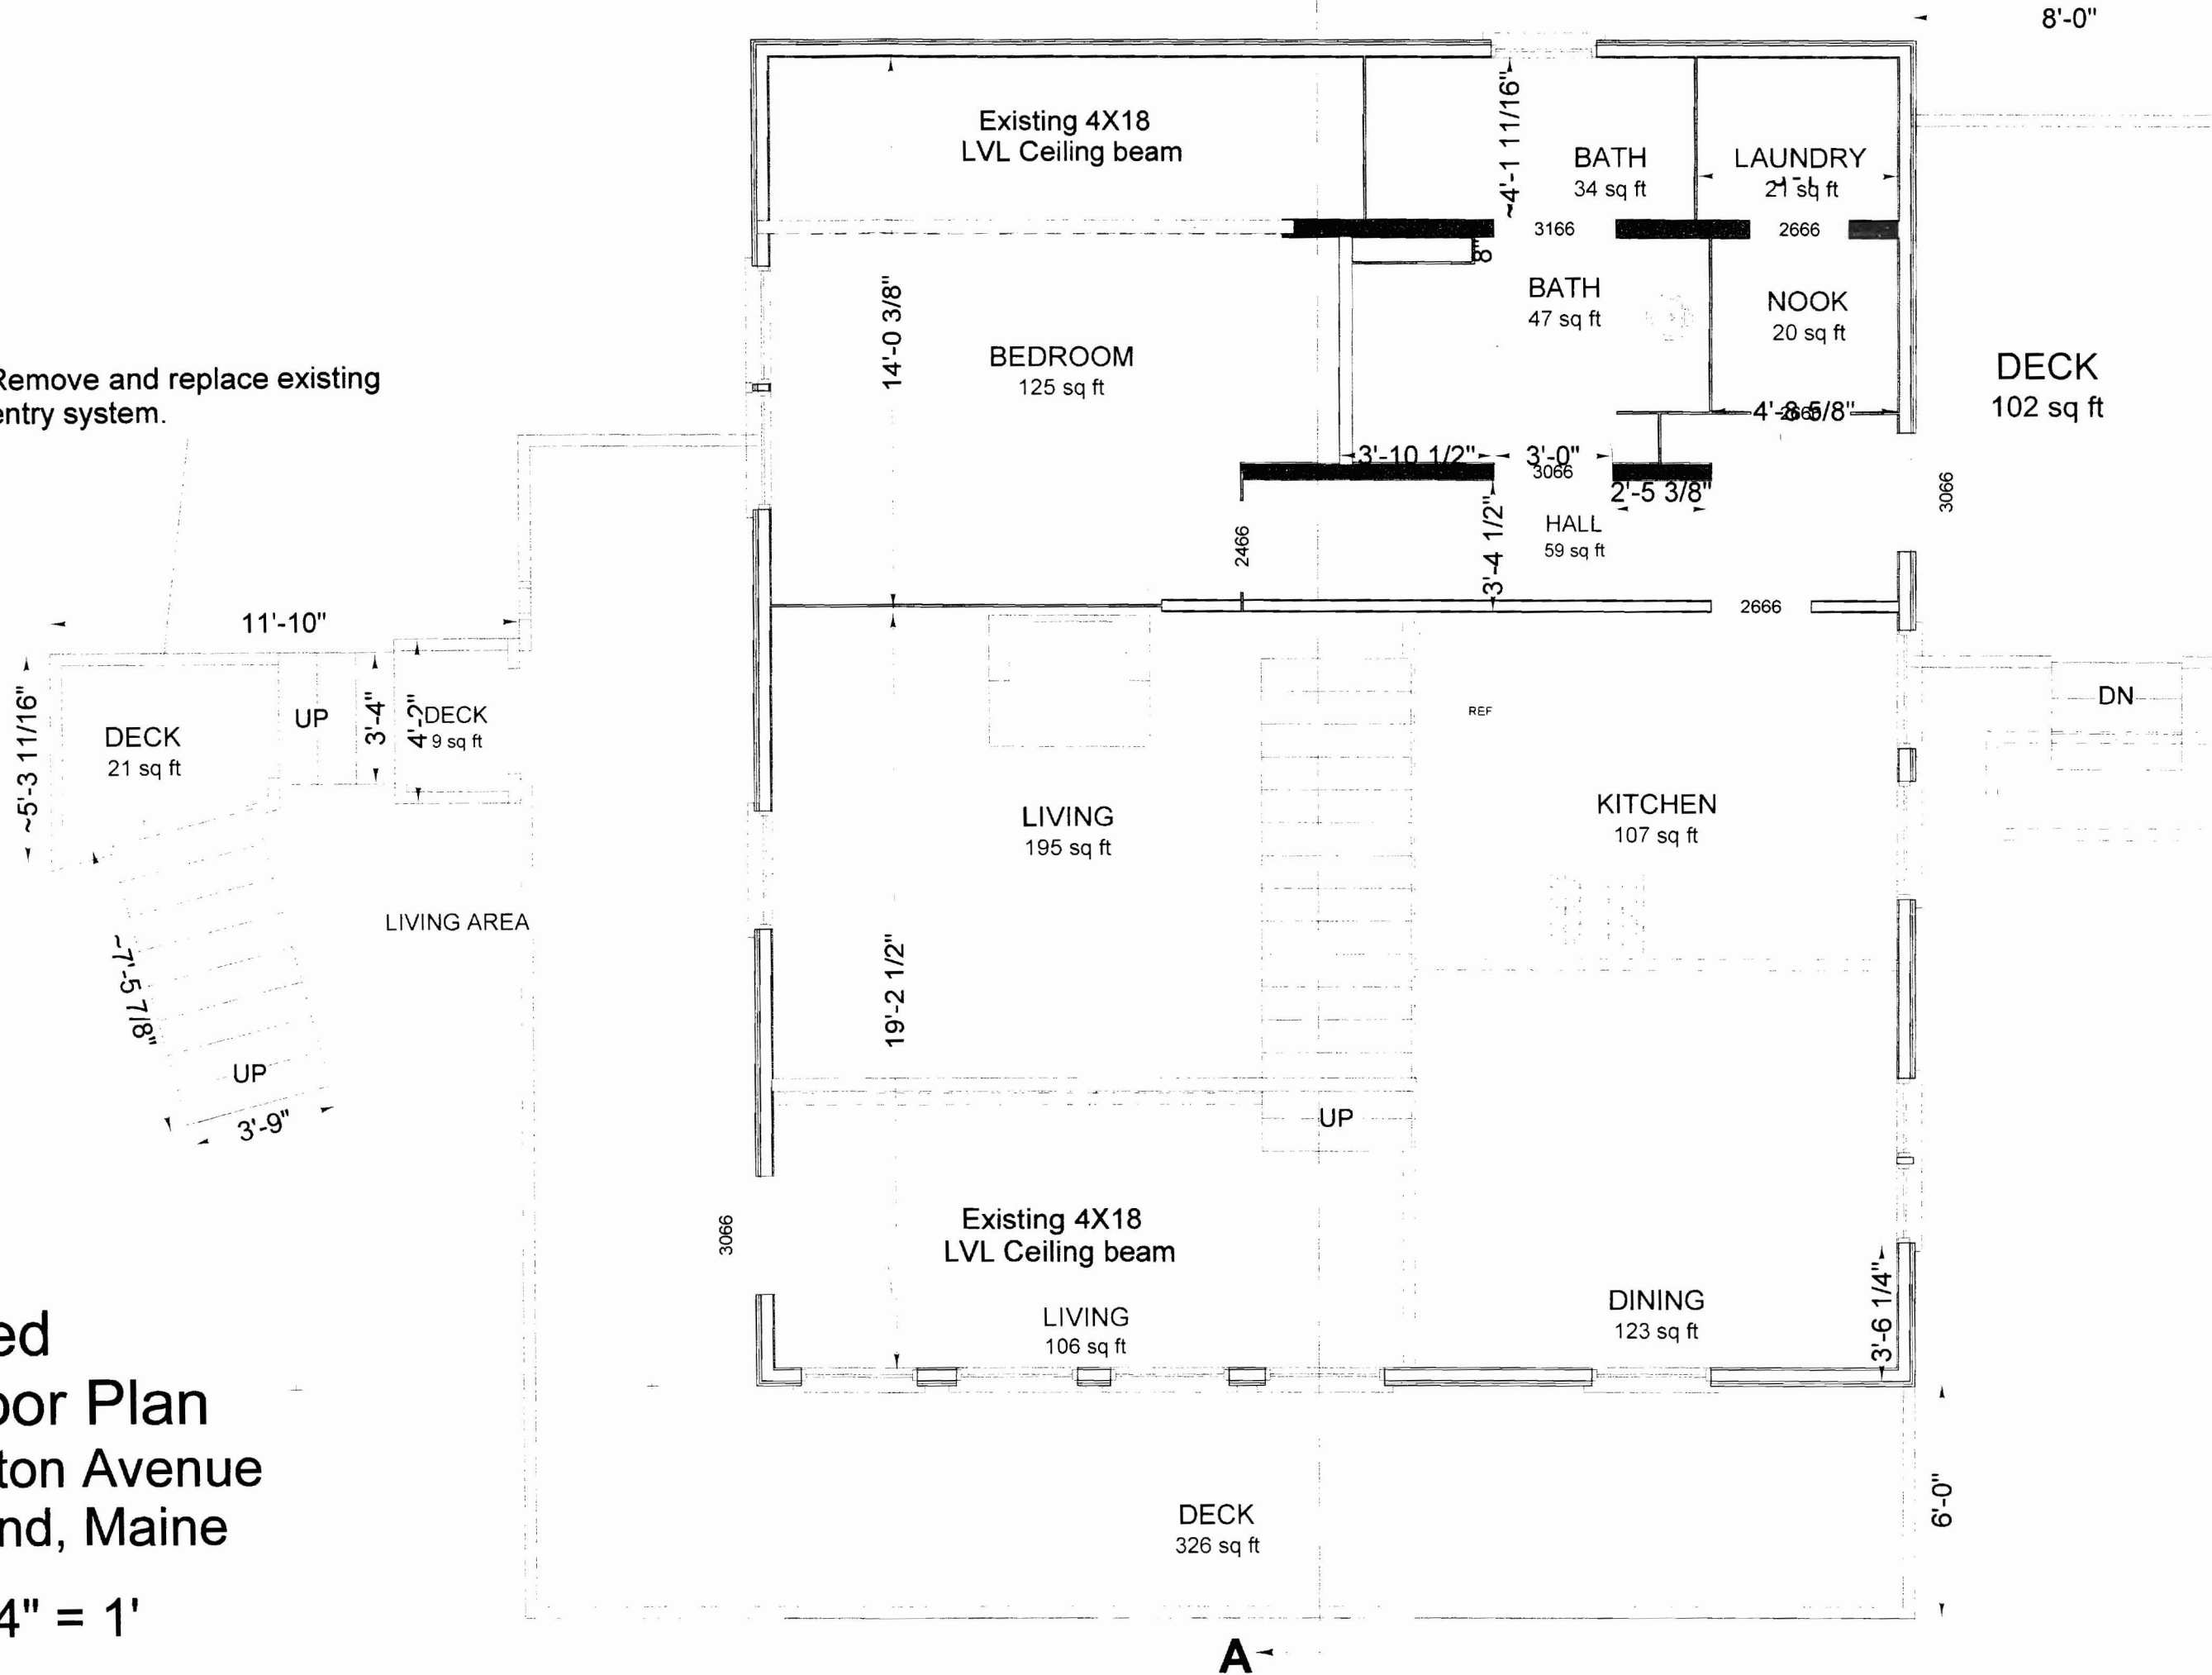 8'-0"
Existing 4X18
LVL Ceiling beam
~4'-1 11/16"
BATH
34 sq ft
LAUNDRY
21 sq ft
3166
2666
8"
BATH
47 sq ft
NOOK
20 sq ft
14'-0 3/8"
BEDROOM
125 sq ft
DECK
102 sq ft
Remove and replace existing
entry system.
4'-8 5/8"
2666
3'-10 1/2"
3'-0"
3066
2'-5 3/8"
3066
2466
3'-4 1/2"
HALL
59 sq ft
2666
11'-10"
~5'-3 11/16"
DECK
21 sq ft
UP
3'-4"
4'-2"
DECK
9 sq ft
REF
DN
LIVING
195 sq ft
KITCHEN
107 sq ft
LIVING AREA
~7'-5 7/8"
UP
3'-9"
19'-2 1/2"
UP
3066
Existing 4X18
LVL Ceiling beam
LIVING
106 sq ft
DINING
123 sq ft
3'-6 1/4"
ed
oor Plan
ton Avenue
nd, Maine
4" = 1'
DECK
326 sq ft
6'-0"
A